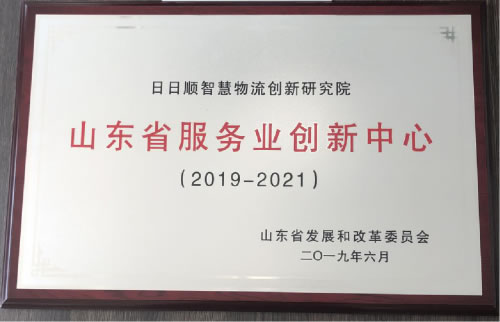 日日顺智慧物流创新研究院
山东省服务业创新中心
(2019-2021)
山东省发展和改革委员会
二〇一九年六月